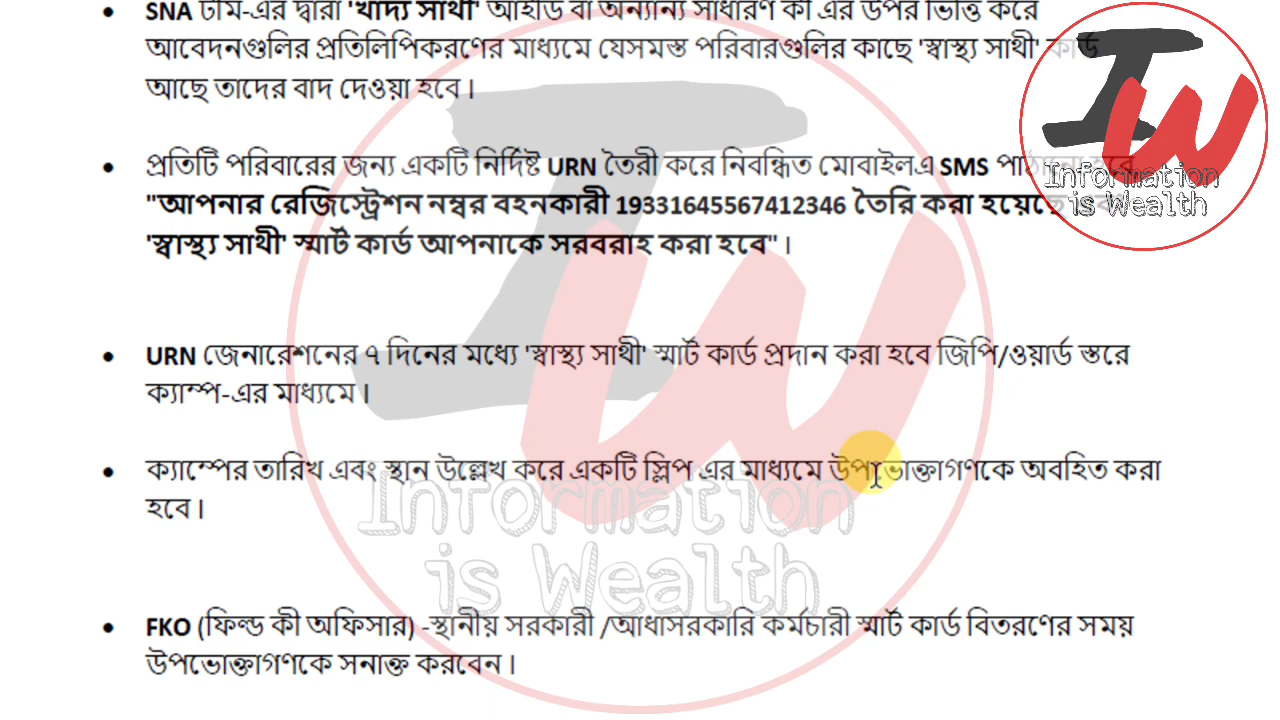 SNA টীম-এর দ্বারা 'খাদ্য সাথী' আইডি বা অন্যান্য সাধারণ কী এর উপর ভিত্তি করে
আবেদনগুলির প্রতিলিপিকরণের মাধ্যমে যেসমস্ত পরিবারগুলির কাছে 'স্বাস্থ্য সাথী' কার্ড
আছে তাদের বাদ দেওয়া হবে।
প্রতিটি পরিবারের জন্য একটি নির্দিষ্ট URN তৈরী করে নিবন্ধিত মোবাইলএ SMS পাঠানো হবে
"আপনার রেজিস্ট্রেশন নম্বর বহনকারী 19331645567412346 তৈরি করা হয়েছে
'স্বাস্থ্য সাথী' স্মার্ট কার্ড আপনাকে সরবরাহ করা হবে"।
URN জেনারেশনের ৭ দিনের মধ্যে 'স্বাস্থ্য সাথী' স্মার্ট কার্ড প্রদান করা হবে জিপি/ওয়ার্ড স্তরে
ক্যাম্প-এর মাধ্যমে।
ক্যাম্পের তারিখ এবং স্থান উল্লেখ করে একটি স্লিপ এর মাধ্যমে উপভোক্তাগণকে অবহিত করা
হবে।
FKO (ফিল্ড কী অফিসার) -স্থানীয় সরকারী /আধাসরকারি কর্মচারী স্মার্ট কার্ড বিতরণের সময়
উপভোক্তাগণকে সনাক্ত করবেন।
IW
Information
is Wealth
IW
Information
is Wealth